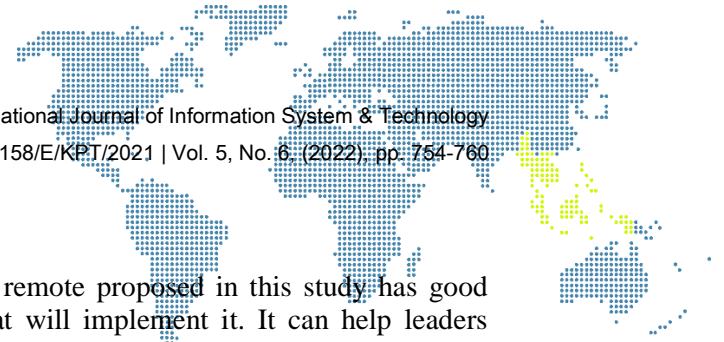 ational Journal of Information System & Technology
158/E/KPT/2021 | Vol. 5, No. 6, (2022), pp. 754-760
remote proposed in this study has good
at will implement it. It can help leaders